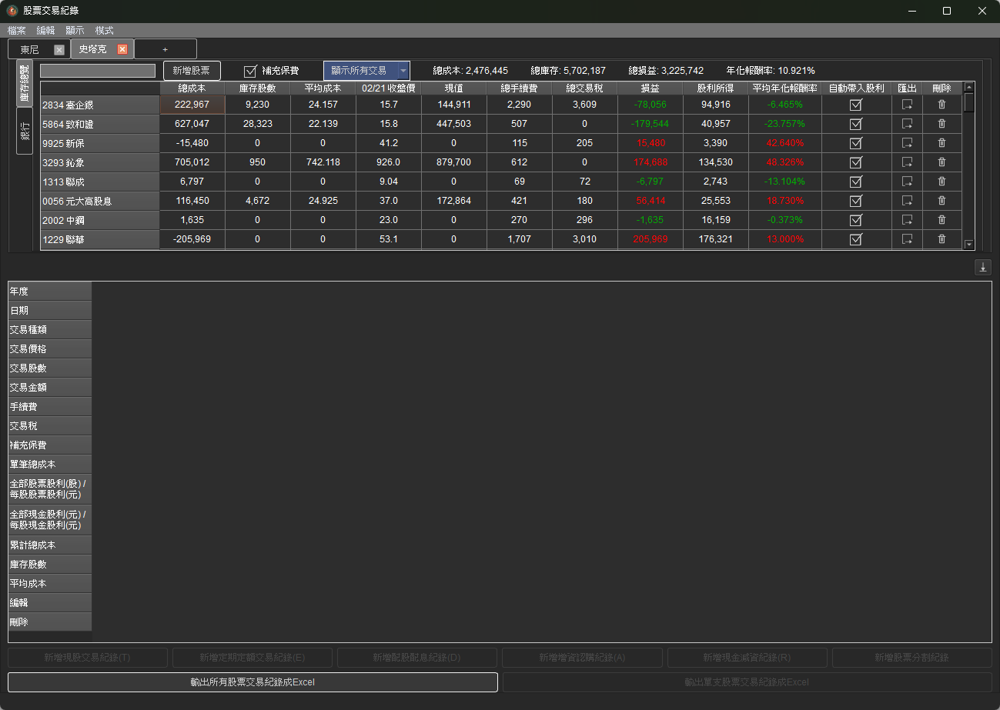 股票交易紀錄
檔案 編輯 顯示 模式
東尼 史塔克 +
庫存總覽
銀行
新增股票 補充保費 顯示所有交易 總成本: 2,476,445 總庫存: 5,702,187 總損益: 3,225,742 年化報酬率: 10.921%
總成本 庫存股數 平均成本 02/21 收盤價 現值 總手續費 總交易稅 損益 股利所得 平均年化報酬率 自動帶入股利 匯出 刪除
2834 臺企銀 222,967 9,230 24.157 15.7 144,911 2,290 3,609 -78,056 94,916 -6.465%
5864 致和證 627,047 28,323 22.139 15.8 447,503 507 0 -179,544 40,957 -23.757%
9925 新保 -15,480 0 0 41.2 0 115 205 15,480 3,390 42.640%
3293 鈊象 705,012 950 742.118 926.0 879,700 612 0 174,688 134,530 48.326%
1313 聯成 6,797 0 0 9.04 0 69 72 -6,797 2,743 -13.104%
0056 元大高股息 116,450 4,672 24.925 37.0 172,864 421 180 56,414 25,553 18.730%
2002 中鋼 1,635 0 0 23.0 0 270 296 -1,635 16,159 -0.373%
1229 聯華 -205,969 0 0 53.1 0 1,707 3,010 205,969 176,321 13.000%
年度
日期
交易種類
交易價格
交易股數
交易金額
手續費
交易稅
補充保費
單筆總成本
全部股票股利(股) /
每股股票股利(元)
全部現金股利(元) /
每股現金股利(元)
累計總成本
庫存股數
平均成本
編輯
刪除
新增現股交易紀錄(T) 新增定期定額交易紀錄(E) 新增配股配息紀錄(D) 新增增資認購紀錄(A) 新增現金減資紀錄(R) 新增股票分割紀錄
輸出所有股票交易紀錄成Excel 輸出單支股票交易紀錄成Excel